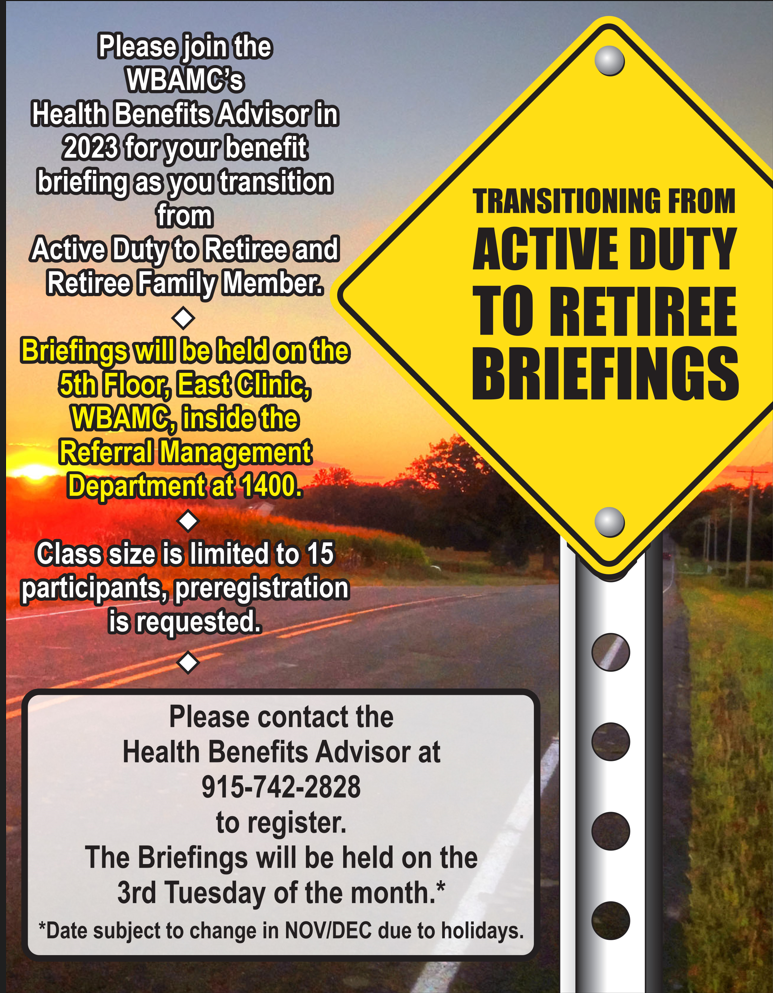 Please join the
WBAMC's
Health Benefits Advisor in
2023 for your benefit
briefing as you transition
from
Active Duty to Retiree and
Retiree Family Member.
Briefings will be held on the
5th Floor, East Clinic,
WBAMC, inside the
Referral Management
Department at 1400.
Class size is limited to 15
participants, preregistration
is requested.
Please contact the
Health Benefits Advisor at
915-742-2828
to register.
The Briefings will be held on the
3rd Tuesday of the month.*
*Date subject to change in NOV/DEC due to holidays.
TRANSITIONING FROM
ACTIVE DUTY
TO RETIREE
BRIEFINGS